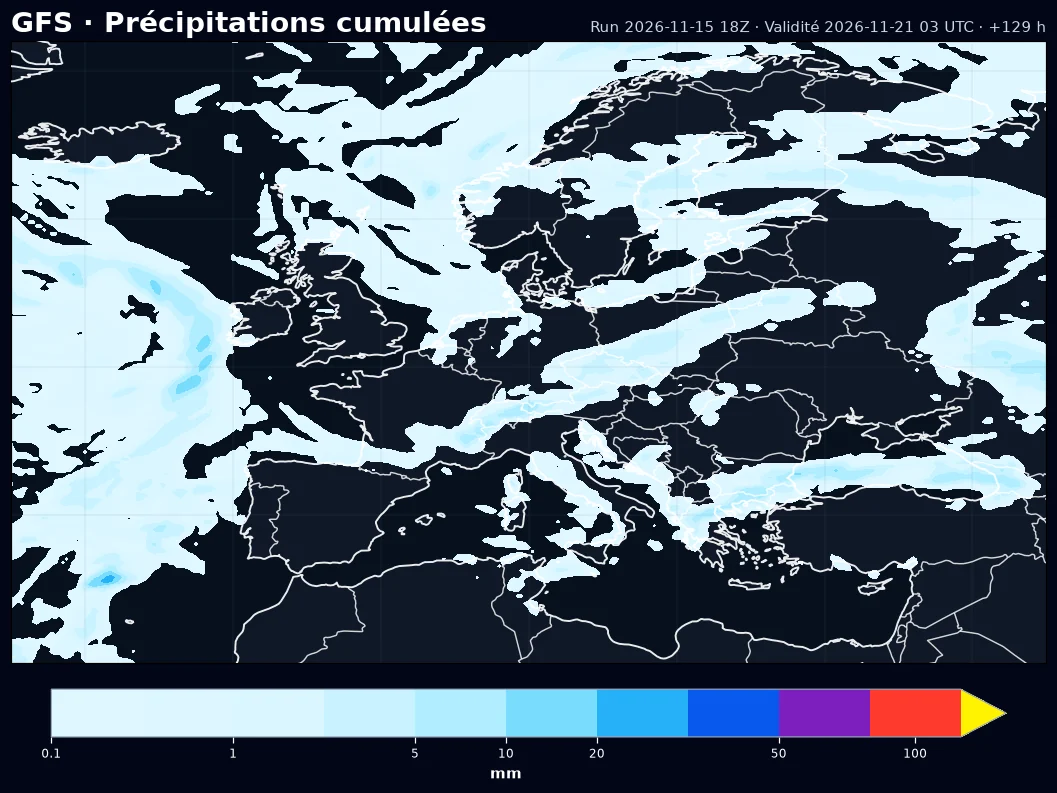 GFS · Précipitations cumulées
Run 2026-11-15 18Z · Validité 2026-11-21 03 UTC · +129 h
0.1 1 5 10 20 50 100
mm